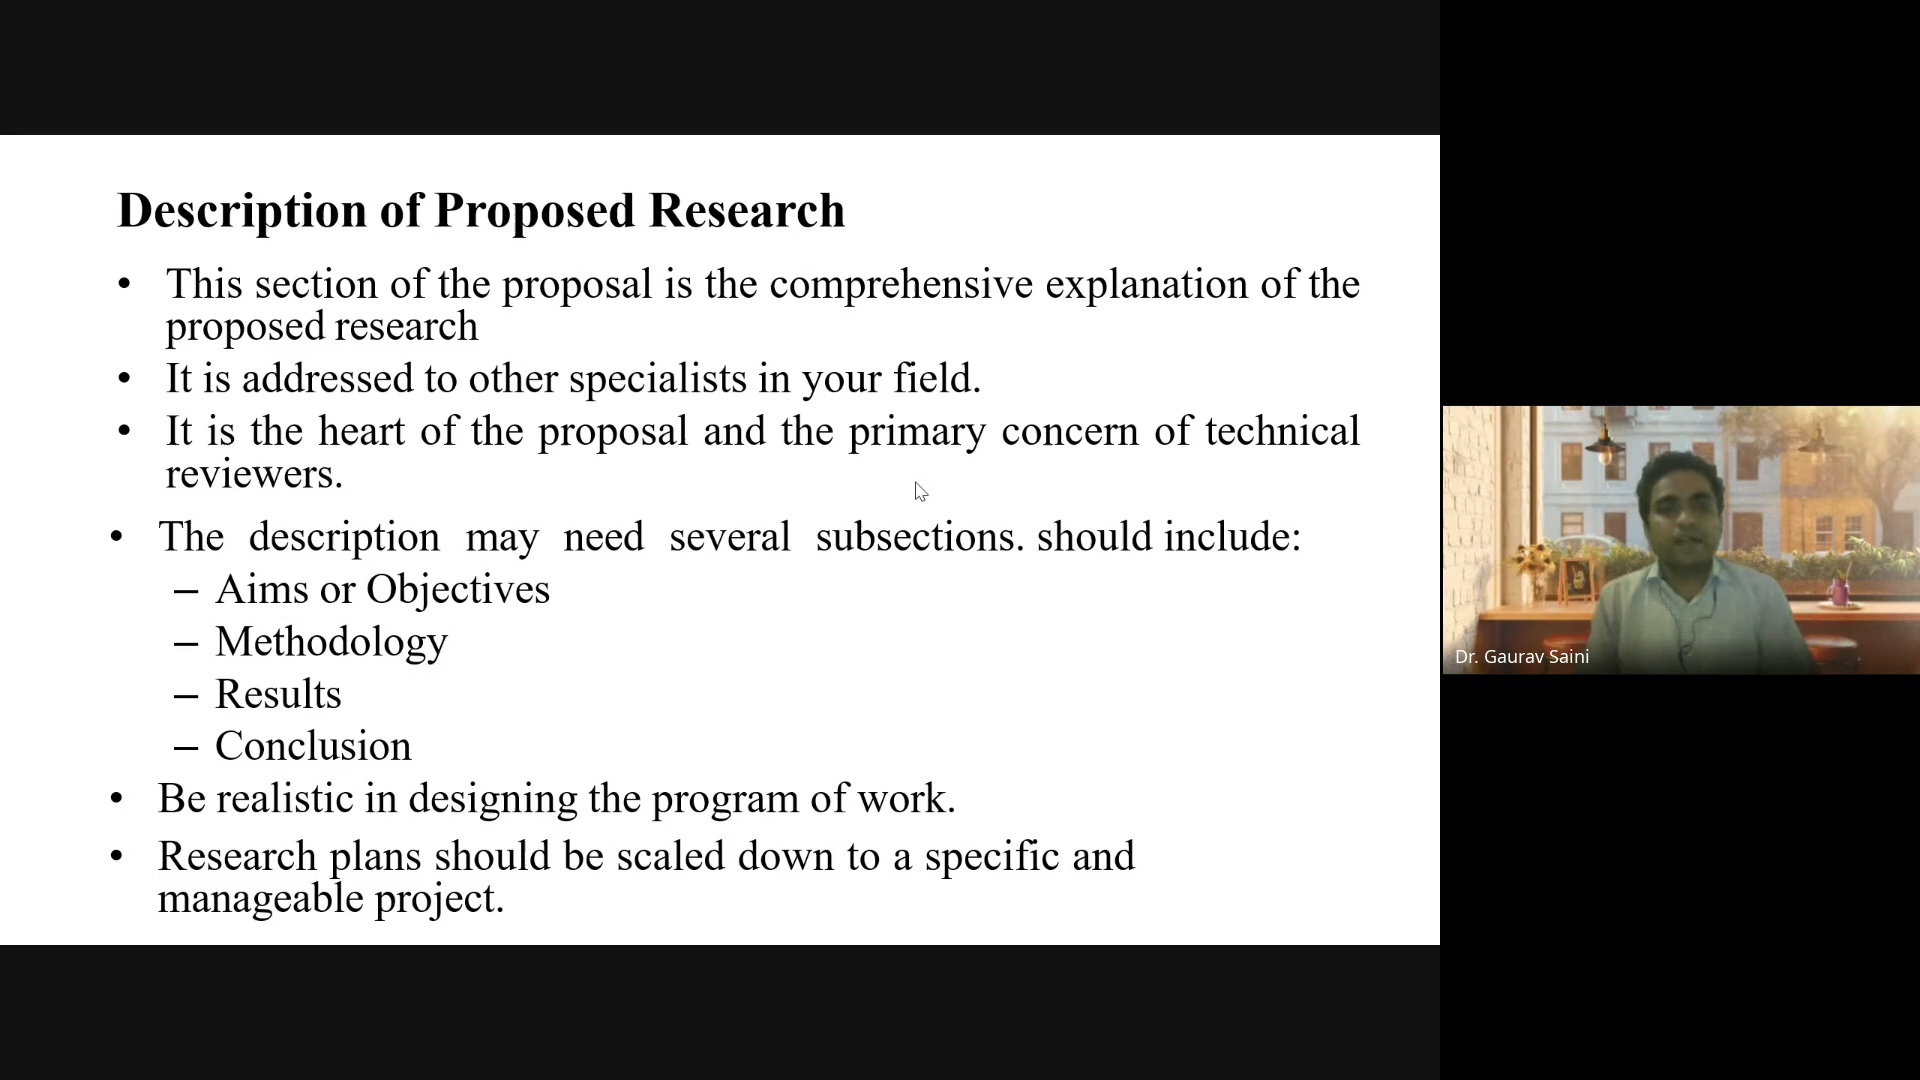 Description of Proposed Research
• This section of the proposal is the comprehensive explanation of the
proposed research
• It is addressed to other specialists in your field.
• It is the heart of the proposal and the primary concern of technical
reviewers.
• The description may need several subsections. should include:
– Aims or Objectives
– Methodology
– Results
– Conclusion
• Be realistic in designing the program of work.
• Research plans should be scaled down to a specific and
manageable project.
Dr. Gaurav Saini